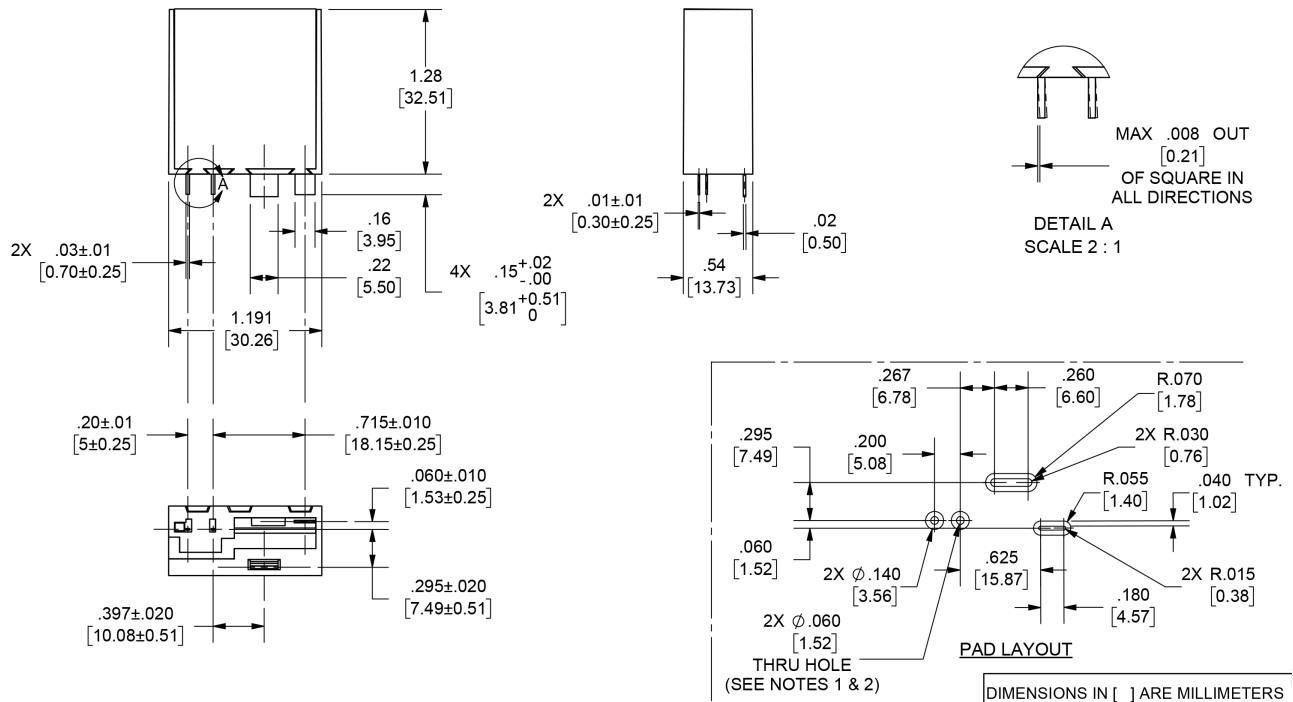 1.28
[32.51]
A
2X .03±.01
[0.70±0.25]
.16
[3.95]
.22
[5.50]
4X .15 +.02 -.00
[3.81 +0.51 0]
1.191
[30.26]
2X .01±.01
[0.30±0.25]
.02
[0.50]
.54
[13.73]
MAX .008 OUT
[0.21]
OF SQUARE IN
ALL DIRECTIONS
DETAIL A
SCALE 2 : 1
.20±.01
[5±0.25]
.715±.010
[18.15±0.25]
.060±.010
[1.53±0.25]
.295±.020
[7.49±0.51]
.397±.020
[10.08±0.51]
.267
[6.78]
.260
[6.60]
R.070
[1.78]
2X R.030
[0.76]
.295
[7.49]
.200
[5.08]
R.055
[1.40]
.040 TYP.
[1.02]
.060
[1.52]
2X Ø.140
[3.56]
.625
[15.87]
2X R.015
[0.38]
.180
[4.57]
2X Ø.060
[1.52]
THRU HOLE
(SEE NOTES 1 & 2)
PAD LAYOUT
DIMENSIONS IN [ ] ARE MILLIMETERS